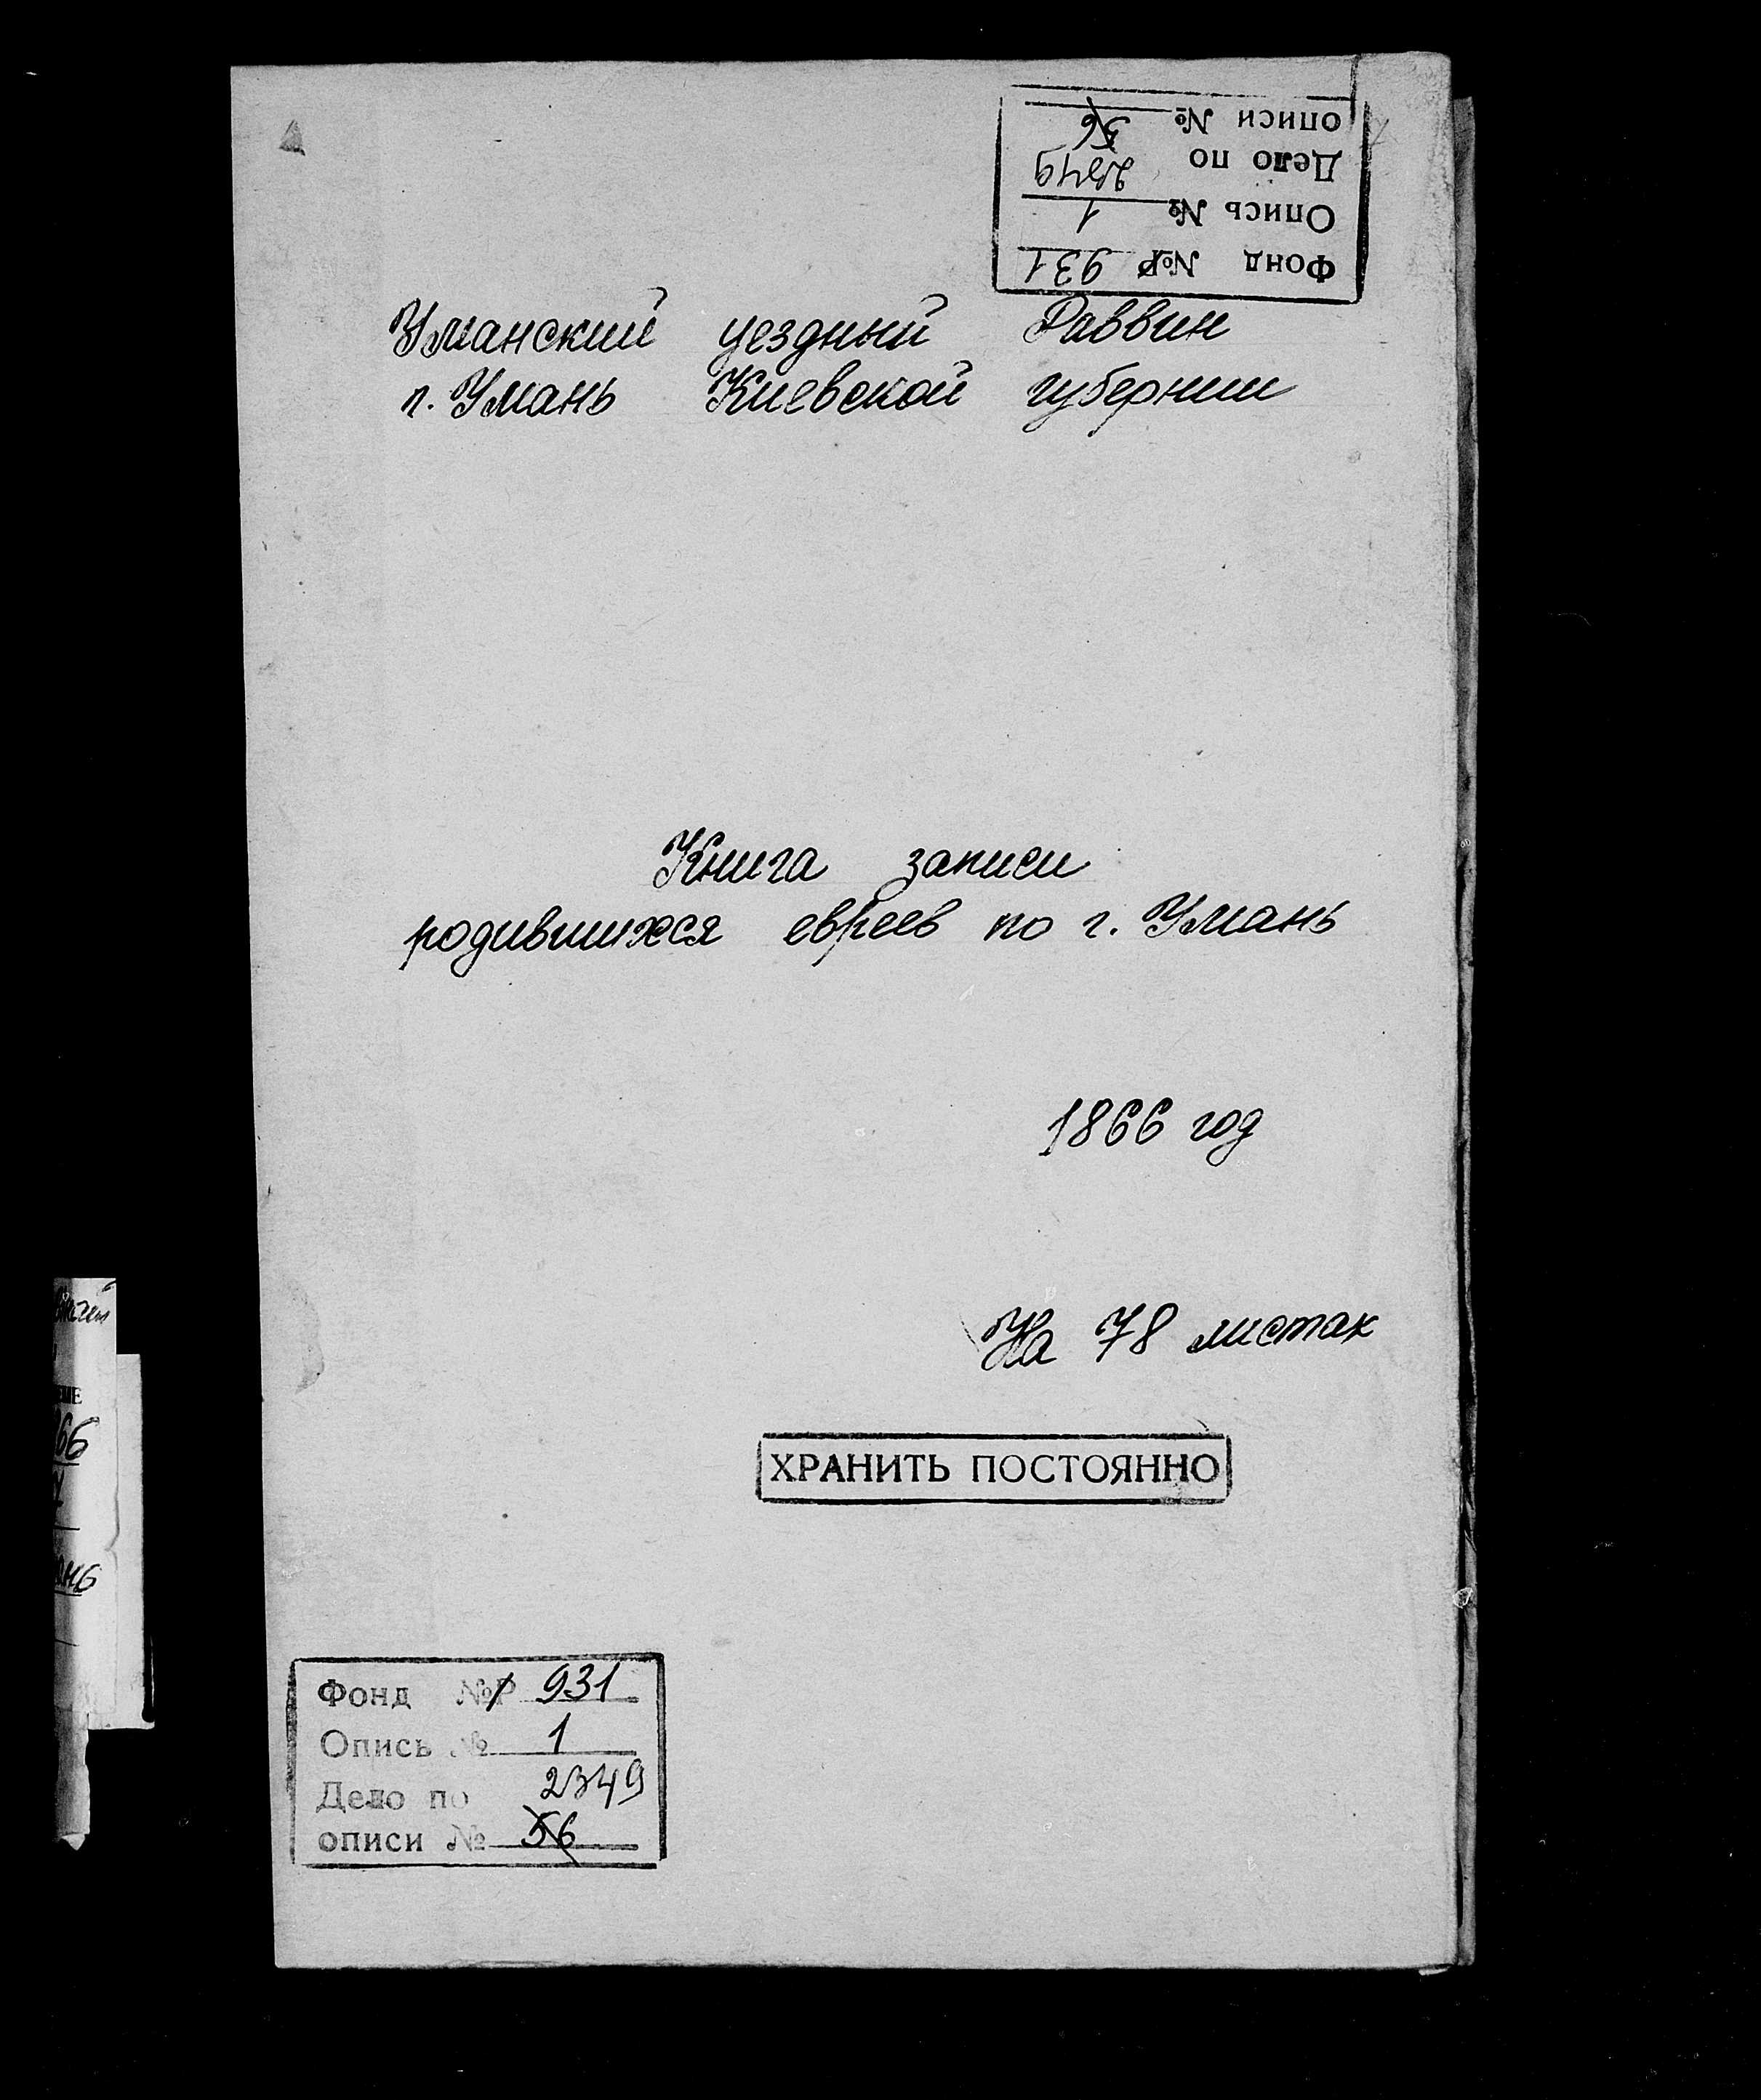 Фонд №Р 931
Опись № 1
Дело по 2349
описи № 56
Уманский уездный Раввин
г. Умань Киевской губернии
Книга записи
родившихся евреев по г. Умань
1866 год
На 78 листах
ХРАНИТЬ ПОСТОЯННО
Фонд №Р 931
Опись № 1
Дело по 2349
описи № 56
66